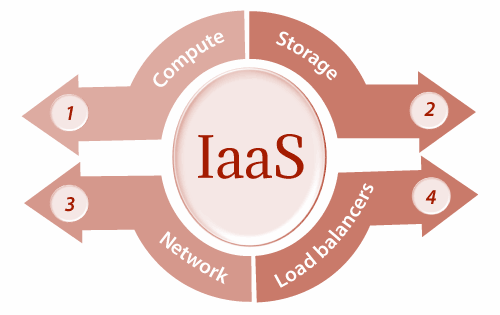 Compute
Storage
1
2
IaaS
3
4
Network
Load balancers